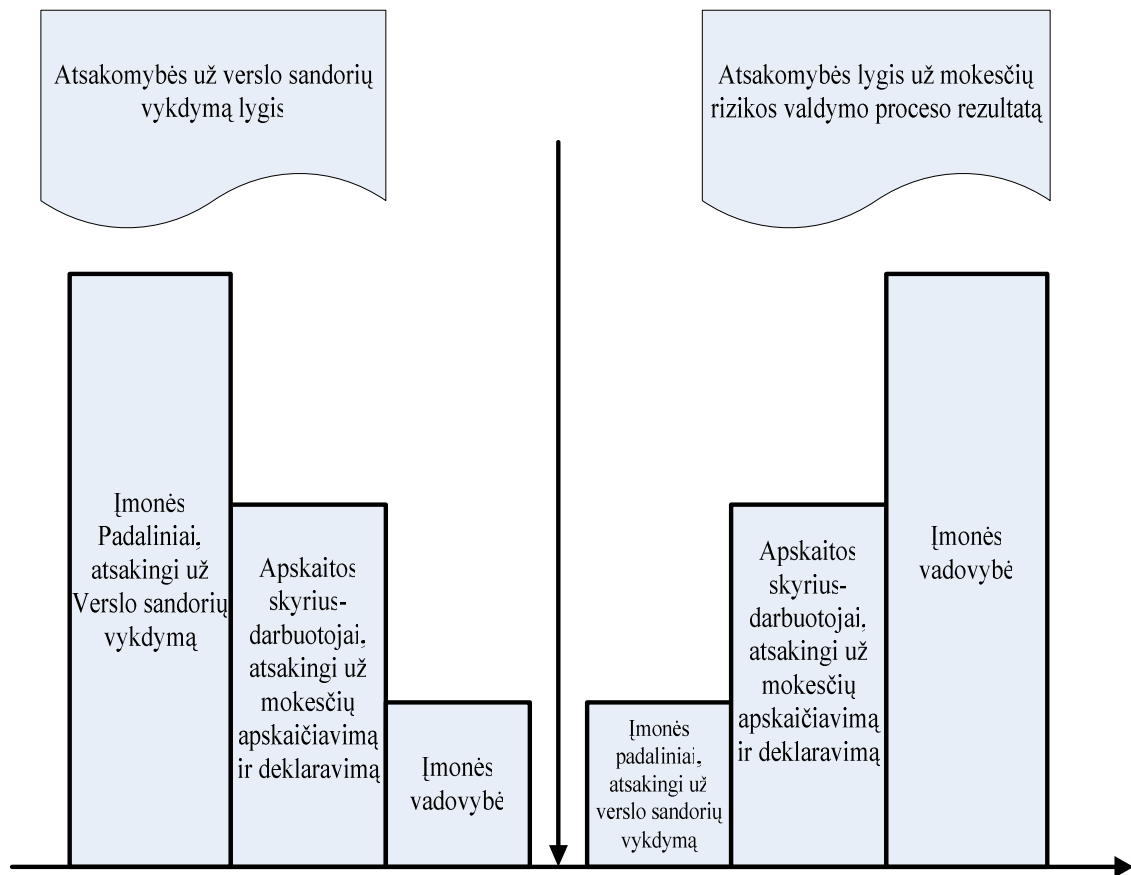 Atsakomybės už verslo sandorių
vykdymą lygis
Atsakomybės lygis už mokesčių
rizikos valdymo proceso rezultatą
Įmonės
Padaliniai,
atsakingi už
Verslo sandorių
vykdymą
Apskaitos
skyrius-
darbuotojai,
atsakingi už
mokesčių
apskaičiavimą
ir deklaravimą
Įmonės
vadovybė
Įmonės
padaliniai,
atsakingi už
verslo sandorių
vykdymą
Apskaitos
skyrius-
darbuotojai,
atsakingi už
mokesčių
apskaičiavimą
ir deklaravimą
Įmonės
vadovybė